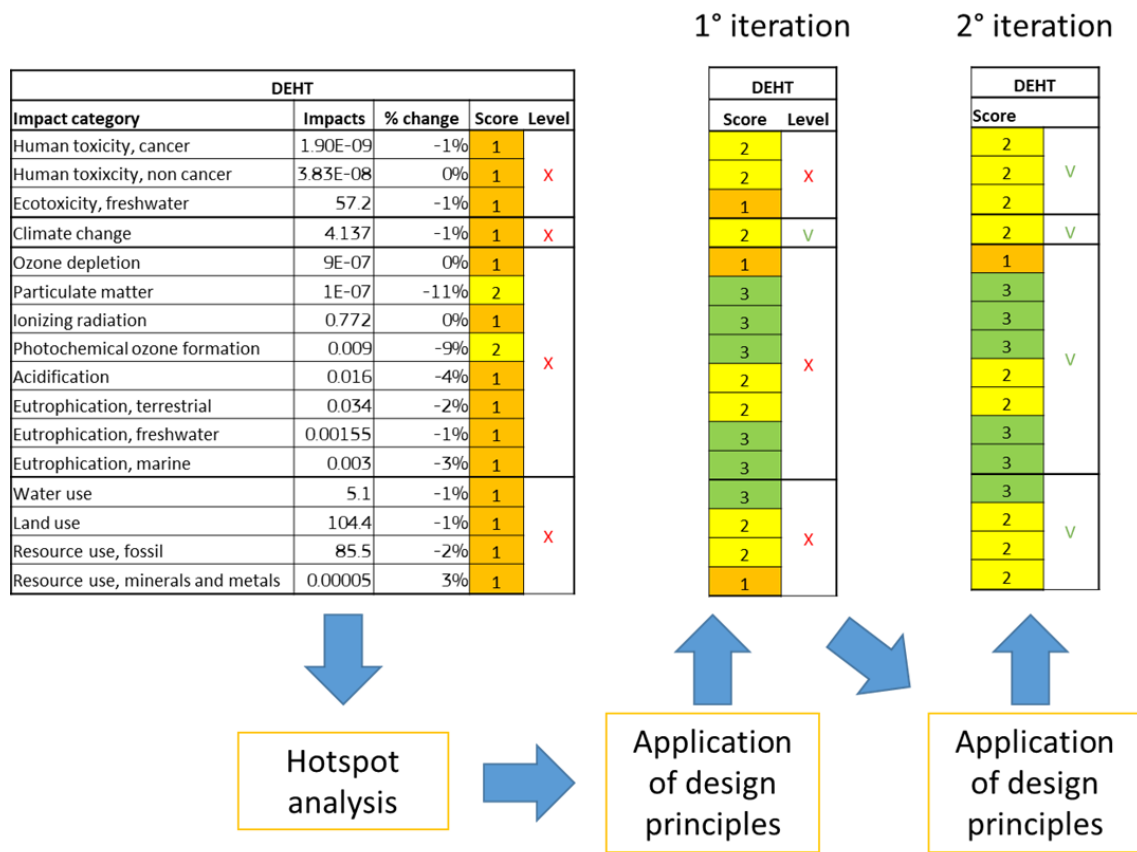 1° iteration
2° iteration
DEHT
Impact category Impacts % change Score Level
Human toxicity, cancer 1.90E-09 -1% 1
Human toxixcity, non cancer 3.83E-08 0% 1 X
Ecotoxicity, freshwater 57.2 -1% 1
Climate change 4.137 -1% 1 X
Ozone depletion 9E-07 0% 1
Particulate matter 1E-07 -11% 2
Ionizing radiation 0.772 0% 1
Photochemical ozone formation 0.009 -9% 2
X
Acidification 0.016 -4% 1
Eutrophication, terrestrial 0.034 -2% 1
Eutrophication, freshwater 0.00155 -1% 1
Eutrophication, marine 0.003 -3% 1
Water use 5.1 -1% 1
Land use 104.4 -1% 1
X
Resource use, fossil 85.5 -2% 1
Resource use, minerals and metals 0.00005 3% 1
DEHT
Score Level
2
2 X
1
2 V
1
3
3
3
X
2
2
3
3
3
2
X
2
1
DEHT
Score
2
2 V
2
2 V
1
3
3
3
V
2
2
3
3
3
2
V
2
2
Hotspot
analysis
Application
of design
principles
Application
of design
principles